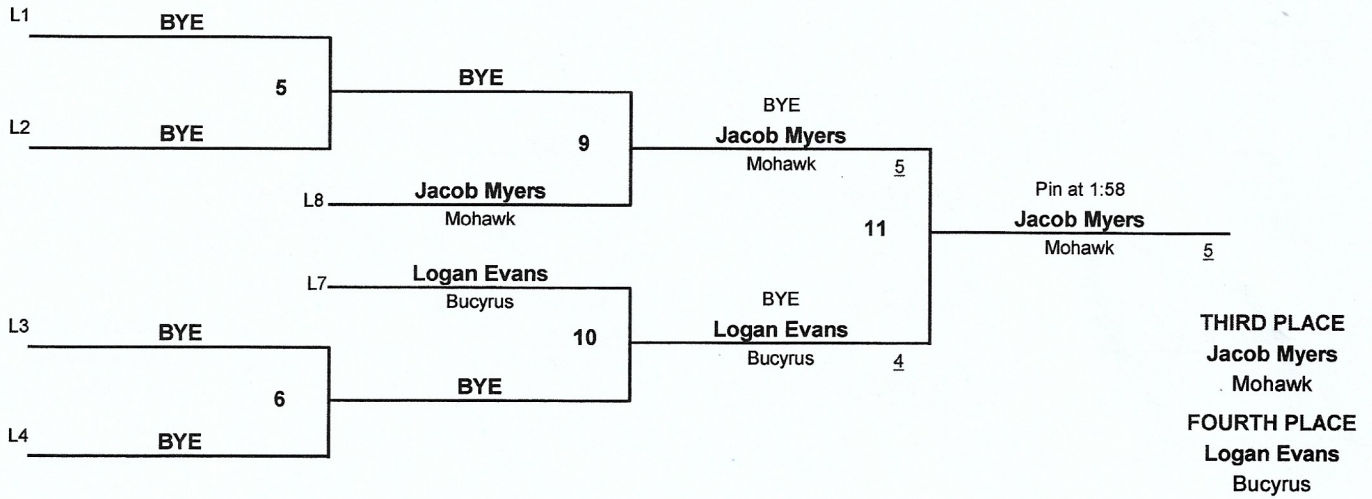 L1
BYE
5
BYE
L2
BYE
9
BYE
Jacob Myers
Mohawk
5
L8
Jacob Myers
Mohawk
11
Pin at 1:58
Jacob Myers
Mohawk
5
L7
Logan Evans
Bucyrus
10
BYE
Logan Evans
Bucyrus
4
L3
BYE
6
BYE
L4
BYE
THIRD PLACE
Jacob Myers
Mohawk
FOURTH PLACE
Logan Evans
Bucyrus